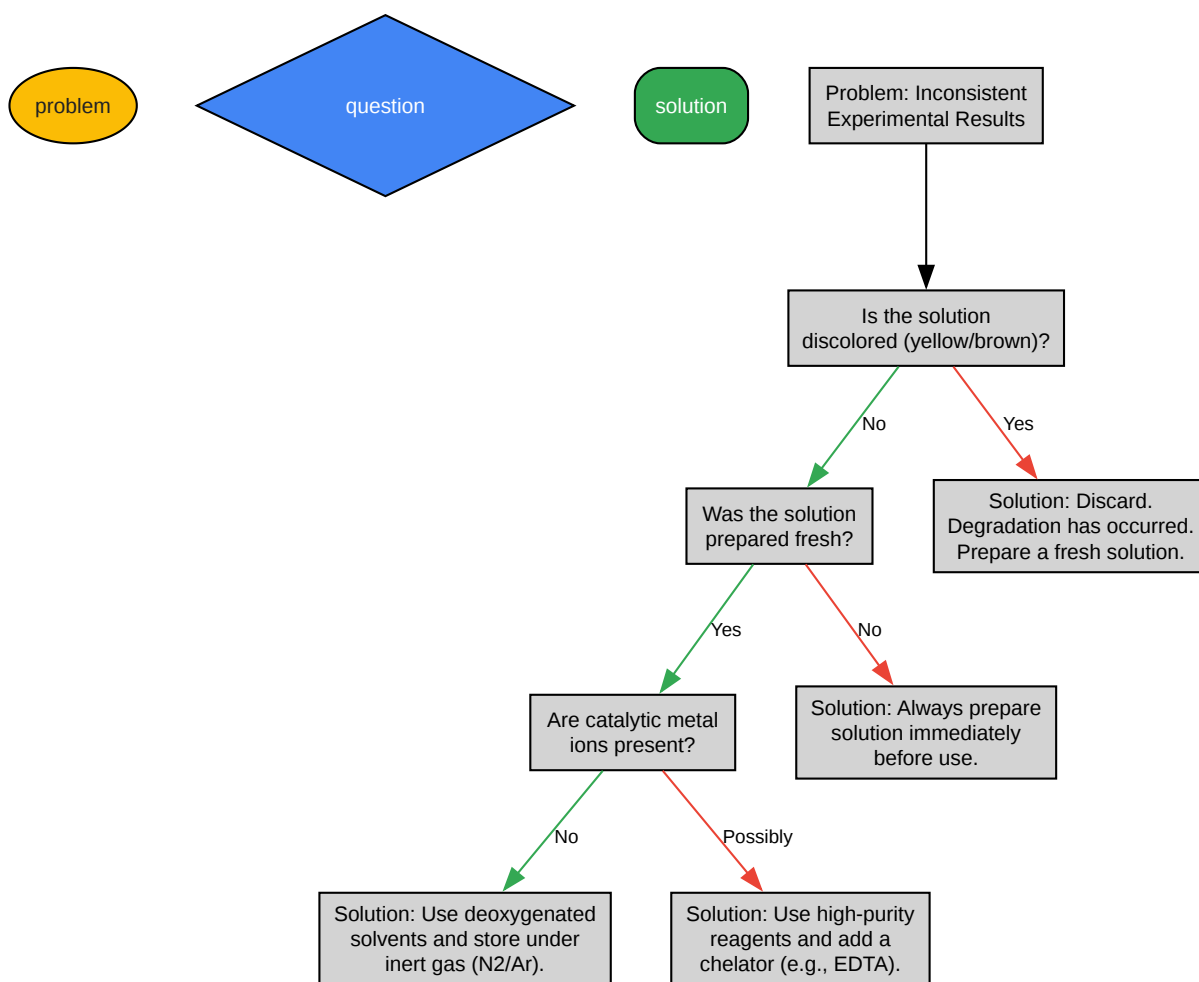 problem
question
solution
Problem: Inconsistent
Experimental Results
Is the solution
discolored (yellow/brown)?
No
Yes
Was the solution
prepared fresh?
Solution: Discard.
Degradation has occurred.
Prepare a fresh solution.
Yes
No
Are catalytic metal
ions present?
Solution: Always prepare
solution immediately
before use.
No
Possibly
Solution: Use deoxygenated
solvents and store under
inert gas (N2/Ar).
Solution: Use high-purity
reagents and add a
chelator (e.g., EDTA).